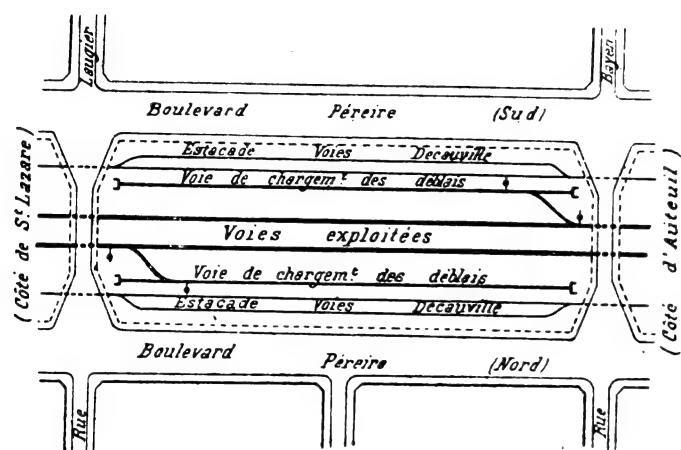 Laugier
Bayen
Boulevard Péreire (Sud)
Estacade Voies Decauville
Voie de chargemt. des déblais
Voies exploitées
Voie de chargemt. des déblais
Estacade Voies Decauville
Boulevard Péreire (Nord)
(Côté de St. Lazare)
(Côté d'Auteuil)
Rue
Rue